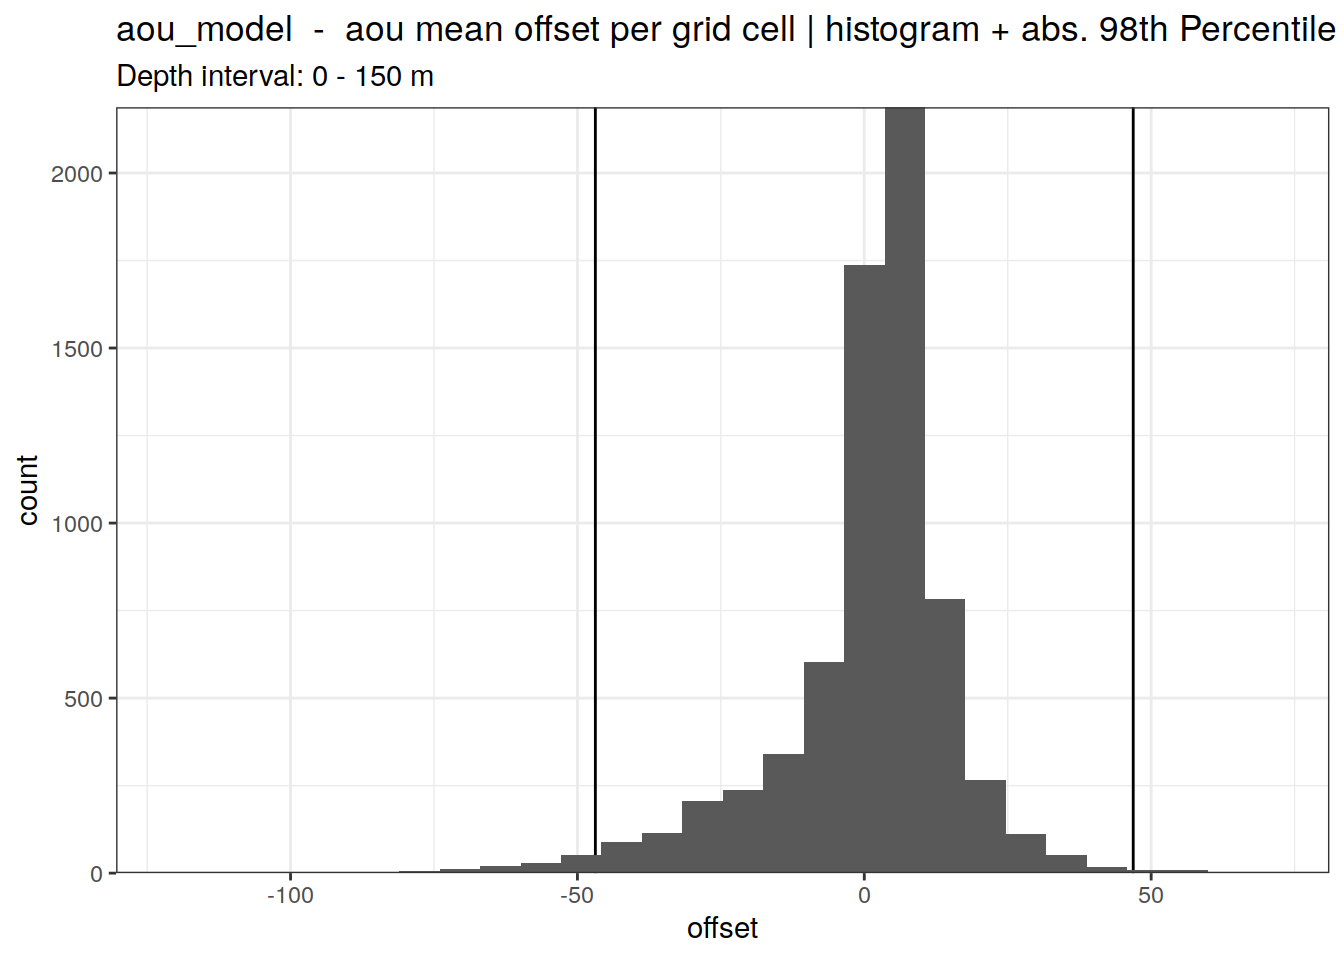 aou_model  -  aou mean offset per grid cell | histogram + abs. 98th Percentile
Depth interval: 0 - 150 m
2000
1500
1000
500
0
count
-100
-50
0
50
offset